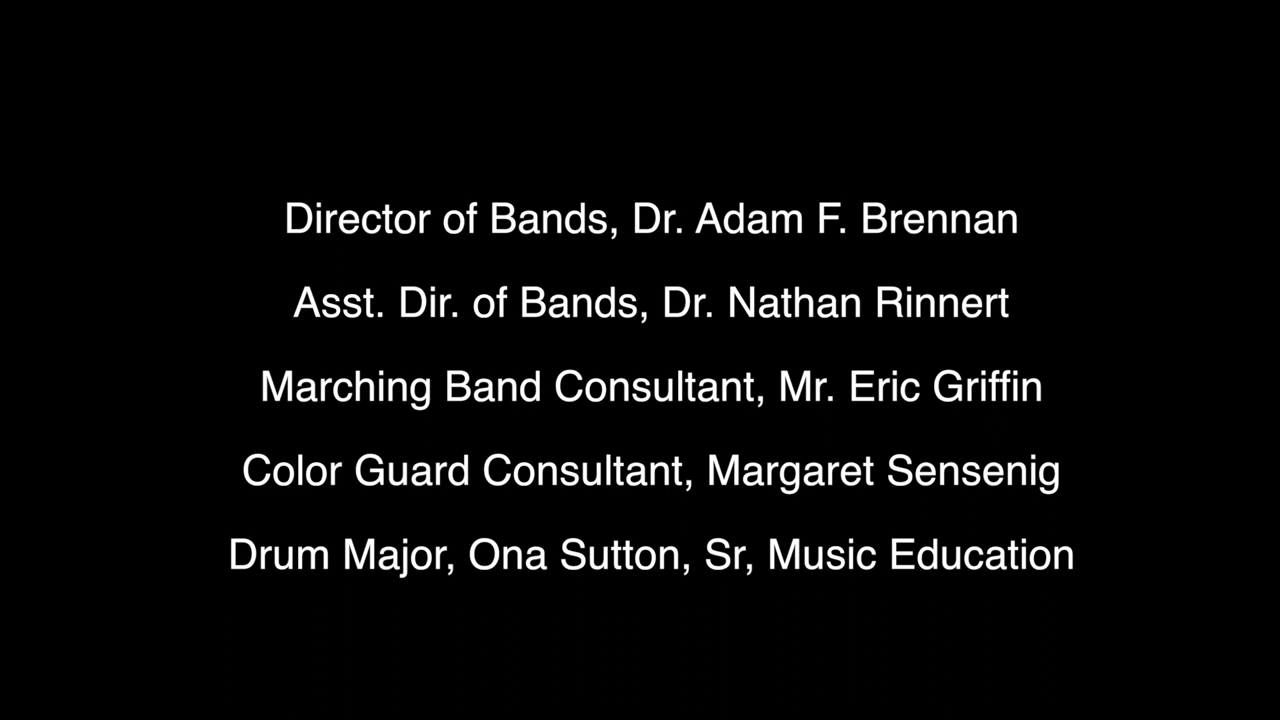 Director of Bands, Dr. Adam F. Brennan
Asst. Dir. of Bands, Dr. Nathan Rinnert
Marching Band Consultant, Mr. Eric Griffin
Color Guard Consultant, Margaret Sensenig
Drum Major, Ona Sutton, Sr, Music Education